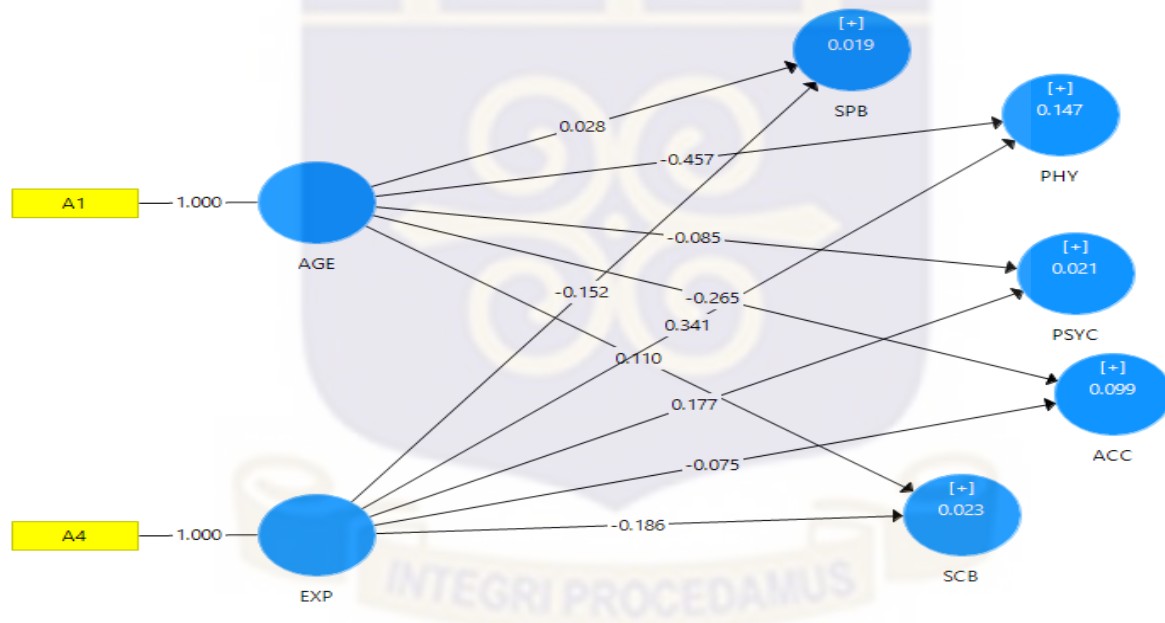 [+]
0.019
SPB
[+]
0.147
PHY
0.028
-0.457
A1
1.000
AGE
-0.085
[+]
0.021
PSYC
-0.152
-0.265
0.341
0.110
[+]
0.099
ACC
0.177
-0.075
[+]
0.023
SCB
A4
1.000
EXP
-0.186
INTEGRI PROCEDAMUS